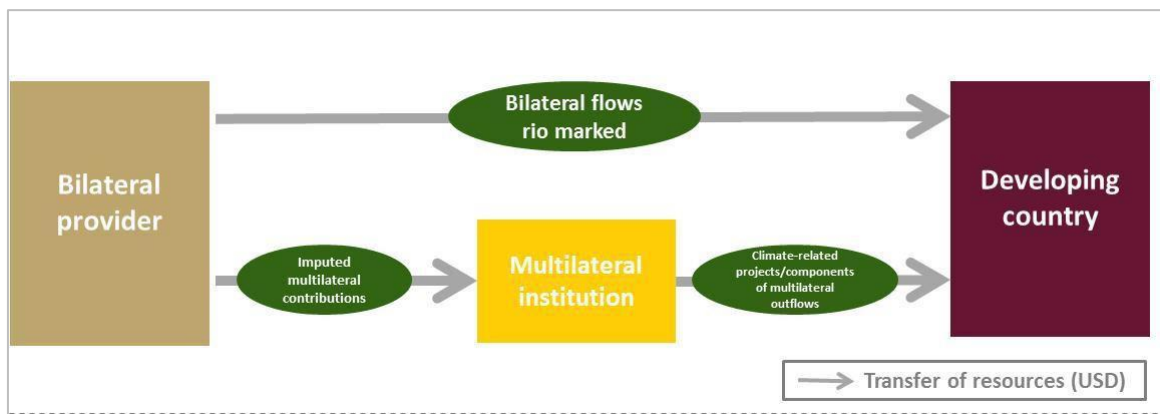 Bilateral flows
rio marked
Bilateral
provider
Developing
country
Imputed
multilateral
contributions
Multilateral
institution
Climate-related
projects/components
of multilateral
outflows
Transfer of resources (USD)